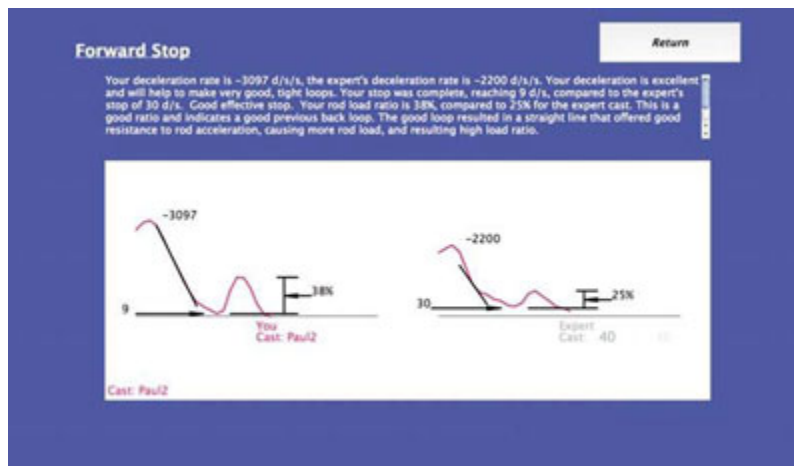 Forward Stop
Return
Your deceleration rate is -3097 d/s/s, the expert's deceleration rate is -2200 d/s/s. Your deceleration is excellent
and will help to make very good, tight loops. Your stop was complete, reaching 9 d/s, compared to the expert's
stop of 30 d/s. Good effective stop. Your rod load ratio is 38%, compared to 25% for the expert cast. This is a
good ratio and indicates a good previous back loop. The good loop resulted in a straight line that offered good
resistance to rod acceleration, causing more rod load, and resulting high load ratio.
-3097
-2200
38%
25%
9
30
You
Cast: Paul2
Expert
Cast: 40
Cast: Paul2